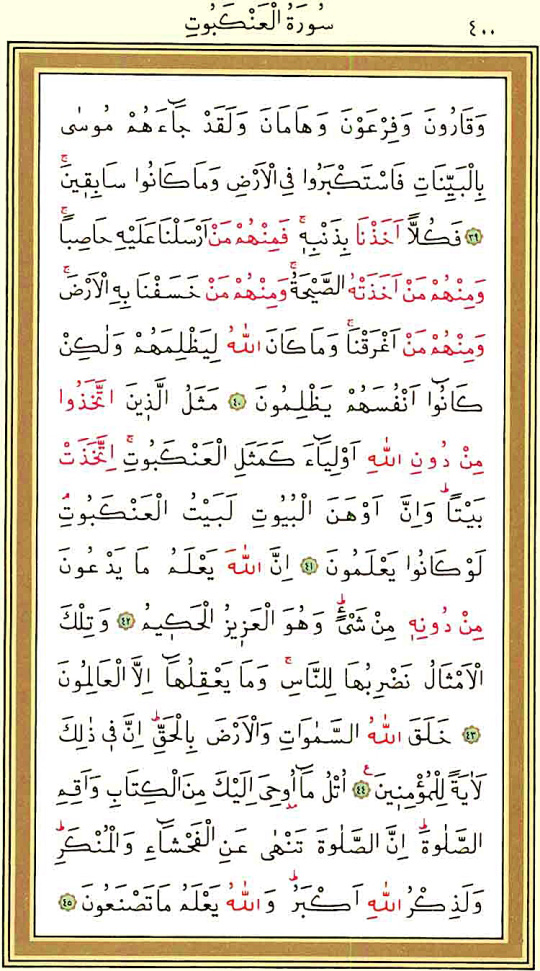 سُورَةُ الْعَنْكَبُوتِ ٤٠٠
وَقَارُونَ وَفِرْعَوْنَ وَهَامَانَ وَلَقَدْ جَٓاءَهُمْ مُوسٰى
بِالْبَيِّنَاتِ فَاسْتَكْبَرُوا فِي الْاَرْضِ وَمَا كَانُوا سَابِق۪ينَۚ
﴿٣٩﴾ فَكُلًّا اَخَذْنَا بِذَنْبِه۪ۚ فَمِنْهُمْ مَنْ اَرْسَلْنَا عَلَيْهِ حَاصِبًاۚ
وَمِنْهُمْ مَنْ اَخَذَتْهُ الصَّيْحَةُۚ وَمِنْهُمْ مَنْ خَسَفْنَا بِهِ الْاَرْضَۚ
وَمِنْهُمْ مَنْ اَغْرَقْنَاۚ وَمَا كَانَ اللّٰهُ لِيَظْلِمَهُمْ وَلٰكِنْ
كَانُٓوا اَنْفُسَهُمْ يَظْلِمُونَ ﴿٤٠﴾ مَثَلُ الَّذ۪ينَ اتَّخَذُوا
مِنْ دُونِ اللّٰهِ اَوْلِيَٓاءَ كَمَثَلِ الْعَنْكَبُوتِۚ اِتَّخَذَتْ
بَيْتًاۜ وَاِنَّ اَوْهَنَ الْبُيُوتِ لَبَيْتُ الْعَنْكَبُوتِۢ
لَوْ كَانُوا يَعْلَمُونَ ﴿٤١﴾ اِنَّ اللّٰهَ يَعْلَمُ مَا يَدْعُونَ
مِنْ دُونِه۪ مِنْ شَيْءٍۜ وَهُوَ الْعَز۪يزُ الْحَك۪يمُ ﴿٤٢﴾ وَتِلْكَ
الْاَمْثَالُ نَضْرِبُهَا لِلنَّاسِۚ وَمَا يَعْقِلُهَٓا اِلَّا الْعَالِمُونَ
﴿٤٣﴾ خَلَقَ اللّٰهُ السَّمٰوَاتِ وَالْاَرْضَ بِالْحَقِّۜ اِنَّ ف۪ي ذٰلِكَ
لَاٰيَةً لِلْمُؤْمِن۪ينَ۟ ﴿٤٤﴾ اُتْلُ مَٓا اُو۫حِيَ اِلَيْكَ مِنَ الْكِتَابِ وَاَقِمِ
الصَّلٰوةَۜ اِنَّ الصَّلٰوةَ تَنْهٰى عَنِ الْفَحْشَٓاءِ وَالْمُنْكَرِۜ
وَلَذِكْرُ اللّٰهِ اَكْبَرُۜ وَاللّٰهُ يَعْلَمُ مَا تَصْنَعُونَ ﴿٤٥﴾